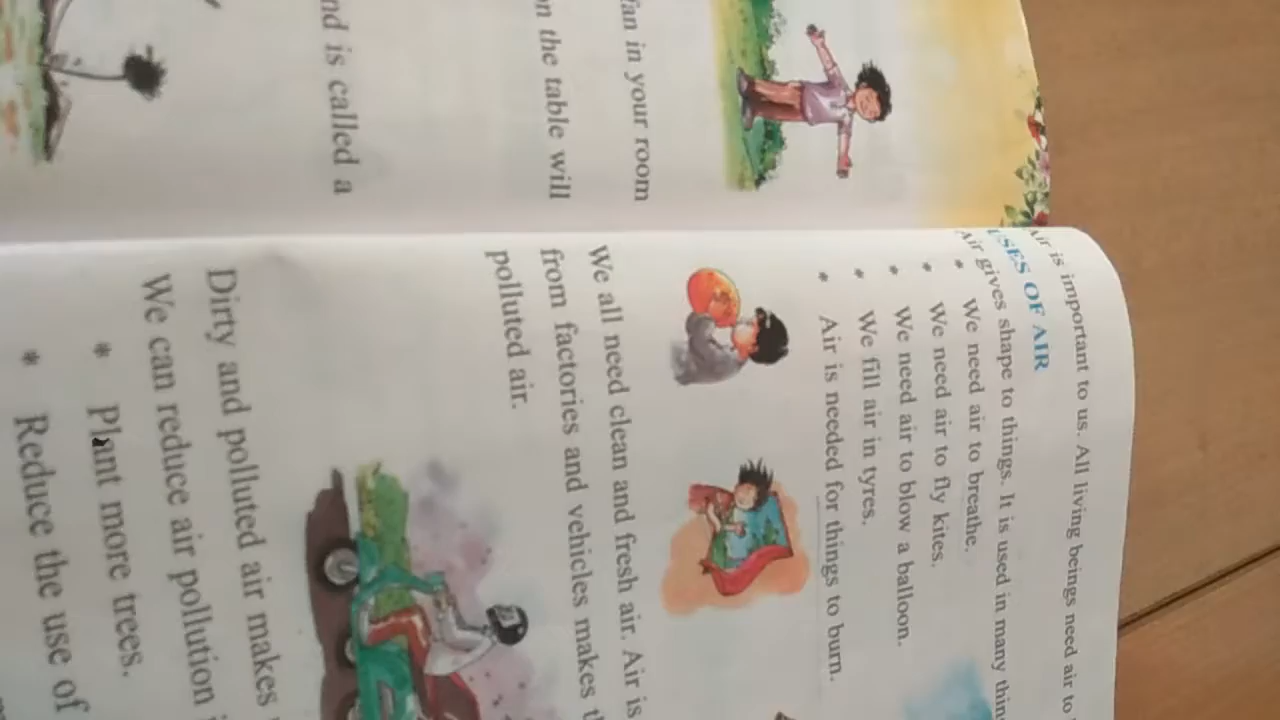 fan in your room
on the table will
nd is called a
Air is important to us. All living beings need air to
USES OF AIR
Air gives shape to things. It is used in many thing
* We need air to breathe.
* We need air to fly kites.
* We need air to blow a balloon.
* We fill air in tyres.
* Air is needed for things to burn.
We all need clean and fresh air. Air is
from factories and vehicles makes t
polluted air.
Dirty and polluted air makes
We can reduce air pollution i
* Plant more trees.
* Reduce the use of